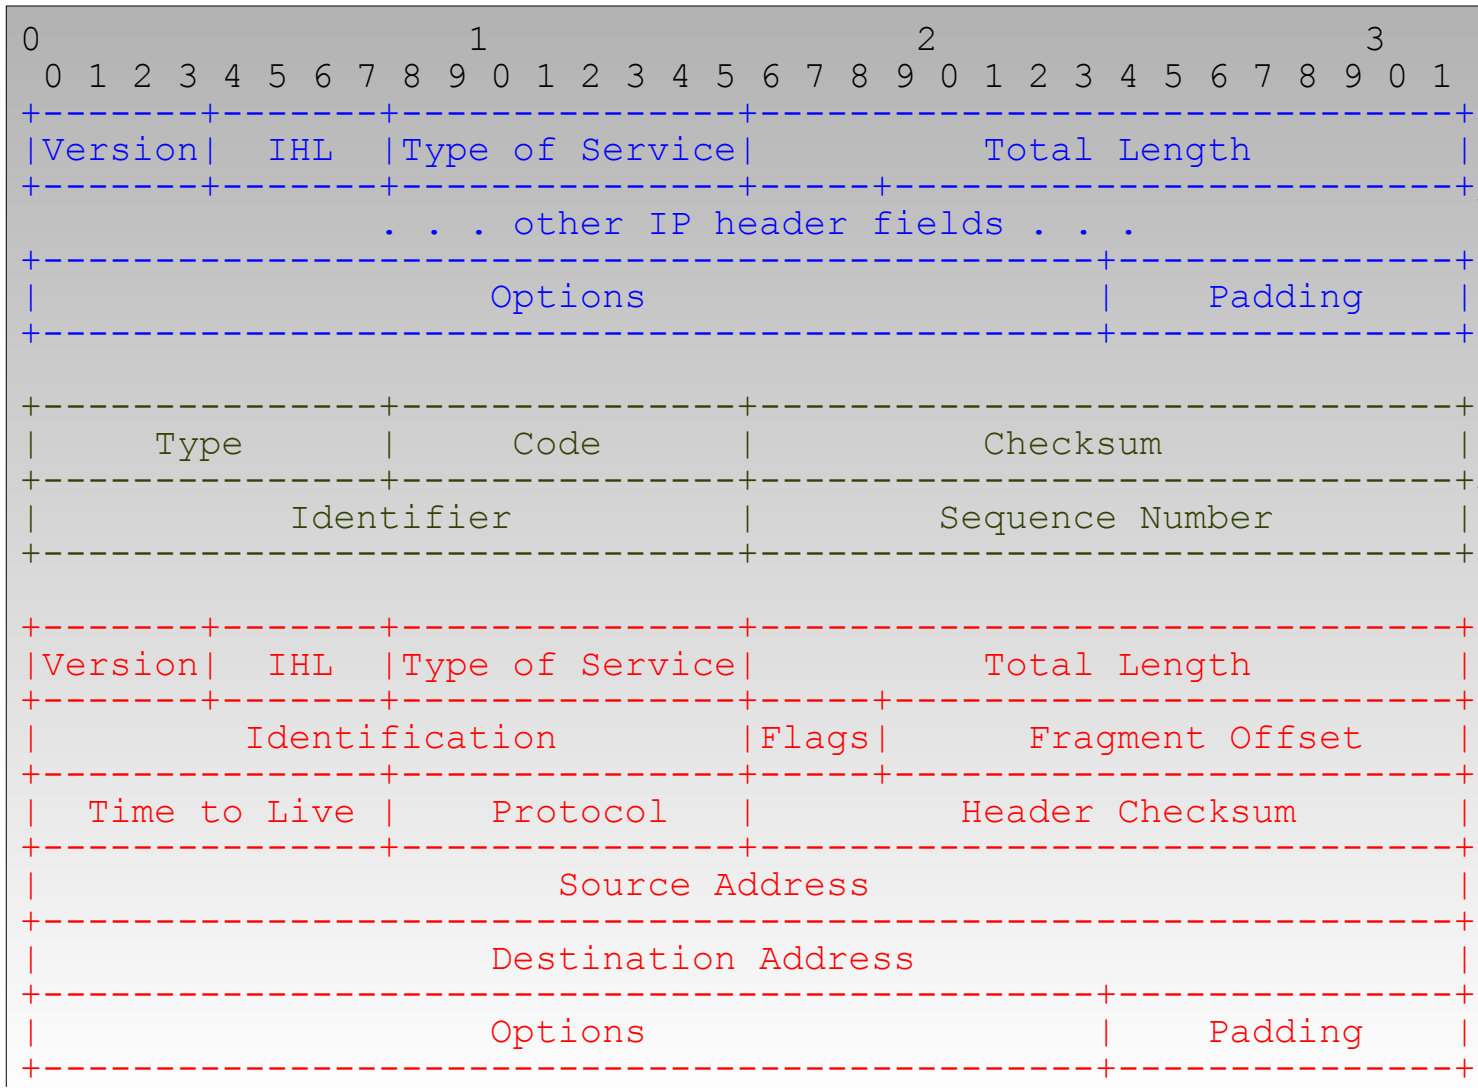 0                   1                   2                   3
 0 1 2 3 4 5 6 7 8 9 0 1 2 3 4 5 6 7 8 9 0 1 2 3 4 5 6 7 8 9 0 1
+-------+-------+---------------+-------------------------------+
|Version|  IHL  |Type of Service|          Total Length         |
+-------+-------+---------------+-----+-------------------------+
                . . . other IP header fields . . .
+-----------------------------------------------+---------------+
|                    Options                    |    Padding    |
+-----------------------------------------------+---------------+
+---------------+---------------+-------------------------------+
|     Type      |     Code      |          Checksum             |
+---------------+---------------+-------------------------------+
|           Identifier          |        Sequence Number        |
+-------------------------------+-------------------------------+
+-------+-------+---------------+-------------------------------+
|Version|  IHL  |Type of Service|          Total Length         |
+-------+-------+---------------+-----+-------------------------+
|         Identification        |Flags|      Fragment Offset    |
+---------------+---------------+-----+-------------------------+
|  Time to Live |    Protocol   |         Header Checksum       |
+---------------+---------------+-------------------------------+
|                       Source Address                          |
+---------------------------------------------------------------+
|                    Destination Address                        |
+-----------------------------------------------+---------------+
|                    Options                    |    Padding    |
+-----------------------------------------------+---------------+